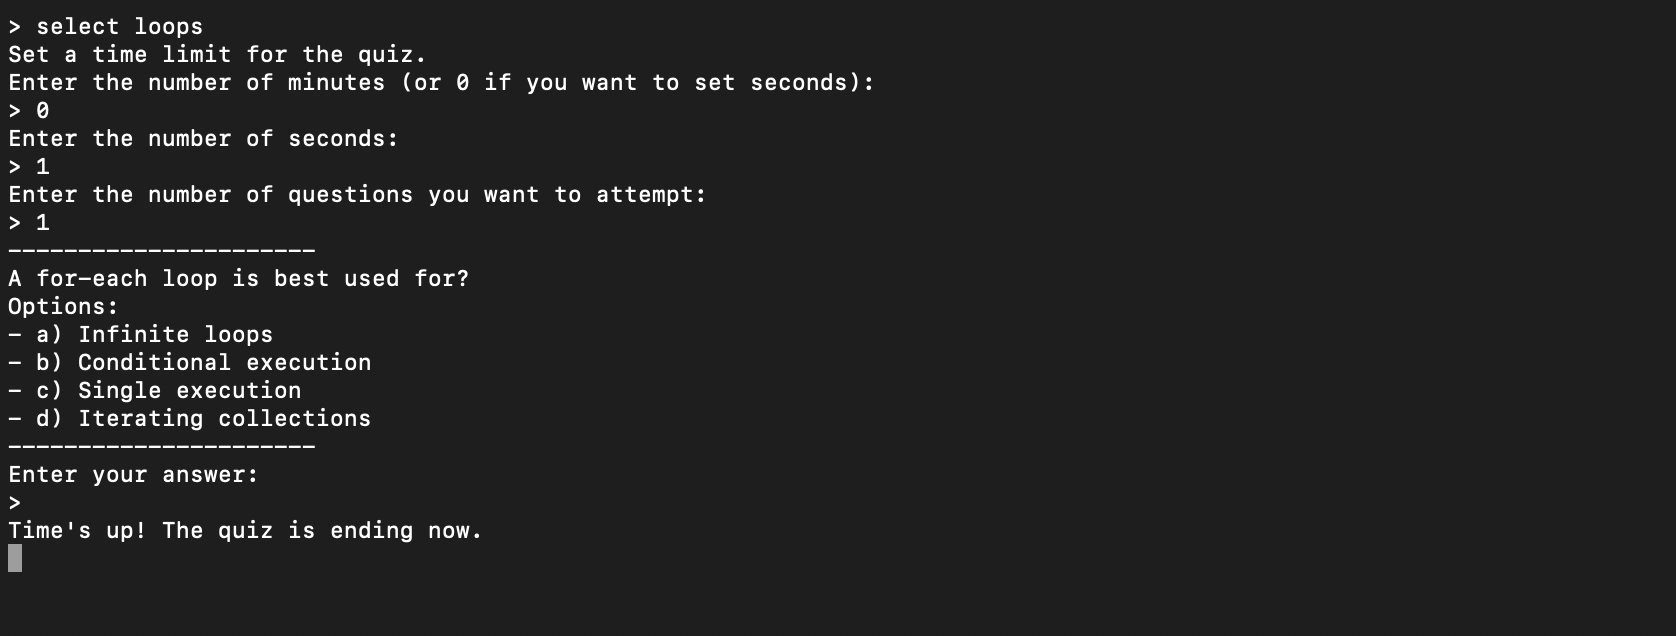 > select loops
Set a time limit for the quiz.
Enter the number of minutes (or 0 if you want to set seconds):
> 0
Enter the number of seconds:
> 1
Enter the number of questions you want to attempt:
> 1
----------------------
A for-each loop is best used for?
Options:
- a) Infinite loops
- b) Conditional execution
- c) Single execution
- d) Iterating collections
----------------------
Enter your answer:
>
Time's up! The quiz is ending now.